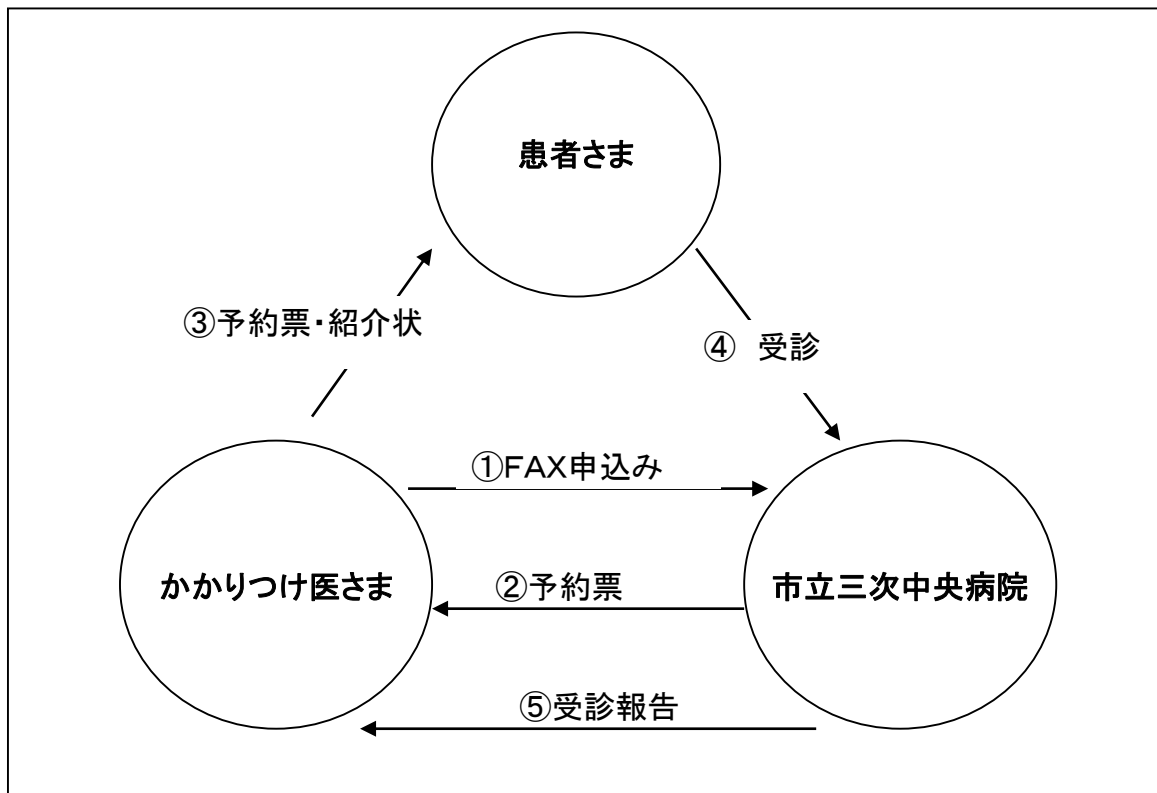 患者さま
③予約票・紹介状
④ 受診
①FAX申込み
かかりつけ医さま
②予約票
市立三次中央病院
⑤受診報告